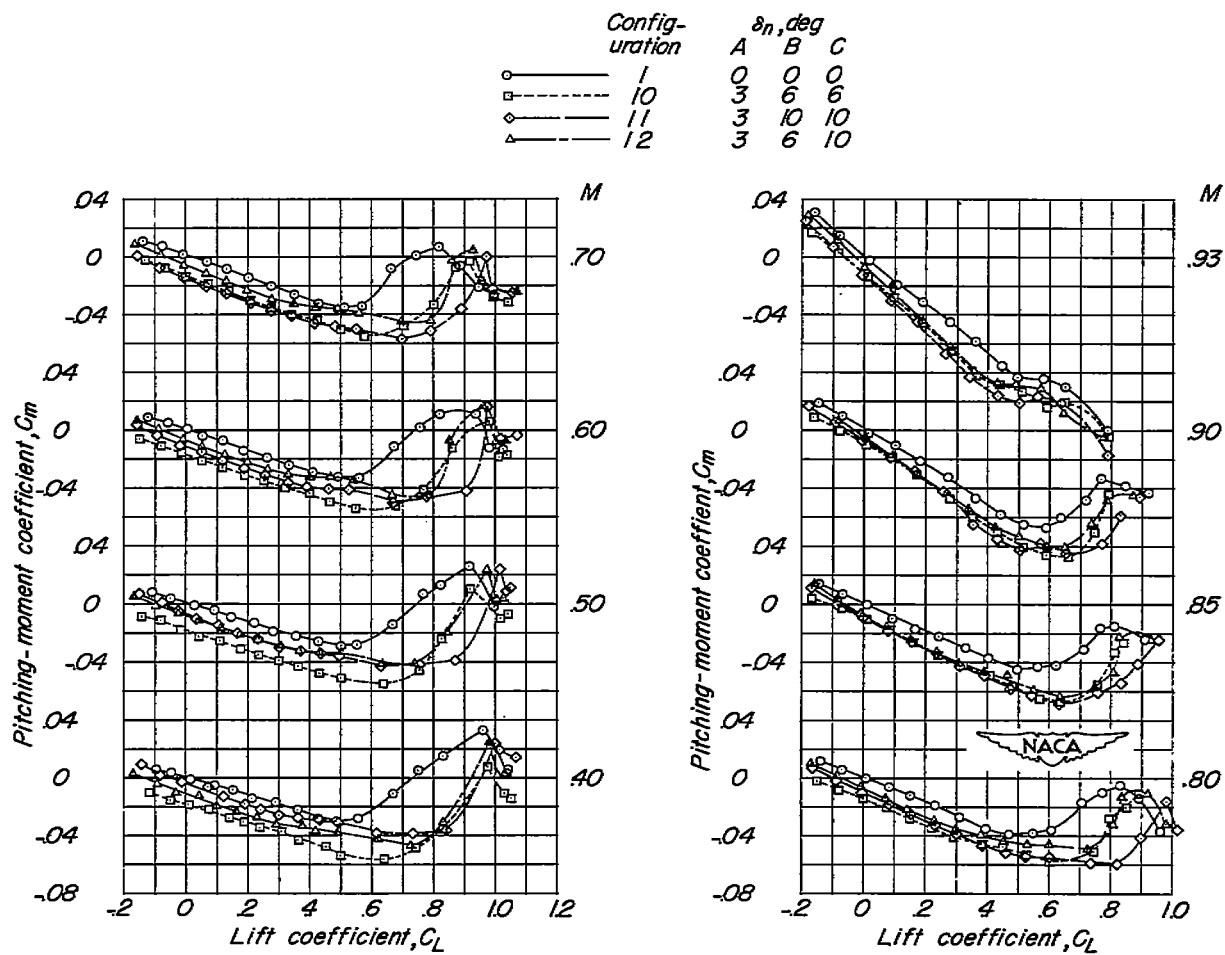 Config-
uration
δn, deg
A B C
1 0 0 0
10 3 6 6
11 3 10 10
12 3 6 10
.04
0
-.04
.04
0
-.04
.04
0
-.04
.04
0
-.04
-.08
Pitching-moment coefficient, Cm
M
.70
.60
.50
.40
-.2 0 .2 .4 .6 .8 1.0 1.2
Lift coefficient, CL
.04
0
-.04
.04
0
-.04
.04
0
-.04
.04
0
-.04
-.08
Pitching-moment coeffient, Cm
M
.93
.90
.85
.80
NACA
-.2 0 .2 .4 .6 .8 1.0
Lift coefficient, CL